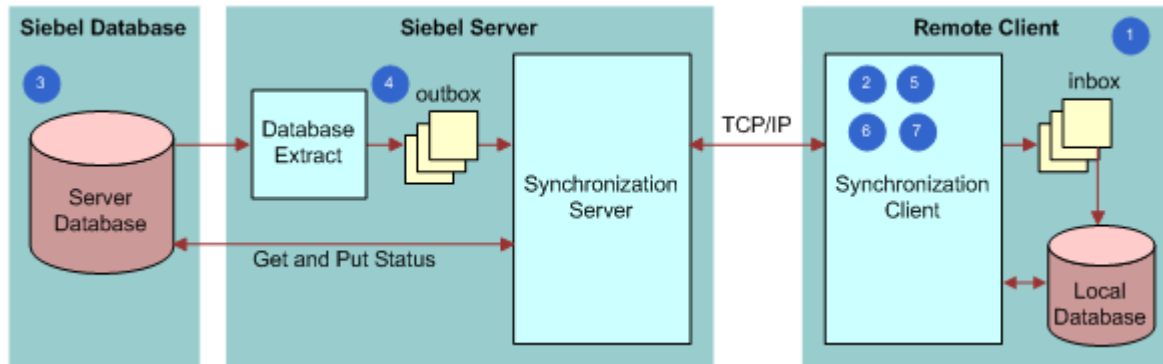 Siebel Database
Siebel Server
Remote Client
1
3
4
2
5
outbox
inbox
6
7
TCP/IP
Database
Extract
Server
Database
Synchronization
Server
Synchronization
Client
Get and Put Status
Local
Database